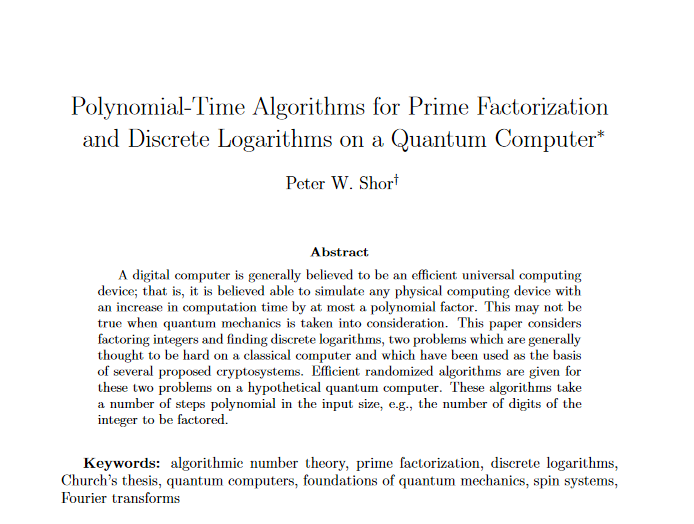 Polynomial-Time Algorithms for Prime Factorization
and Discrete Logarithms on a Quantum Computer*
Peter W. Shor†
Abstract
A digital computer is generally believed to be an efficient universal computing
device; that is, it is believed able to simulate any physical computing device with
an increase in computation time by at most a polynomial factor. This may not be
true when quantum mechanics is taken into consideration. This paper considers
factoring integers and finding discrete logarithms, two problems which are generally
thought to be hard on a classical computer and which have been used as the basis
of several proposed cryptosystems. Efficient randomized algorithms are given for
these two problems on a hypothetical quantum computer. These algorithms take
a number of steps polynomial in the input size, e.g., the number of digits of the
integer to be factored.
Keywords: algorithmic number theory, prime factorization, discrete logarithms,
Church's thesis, quantum computers, foundations of quantum mechanics, spin systems,
Fourier transforms